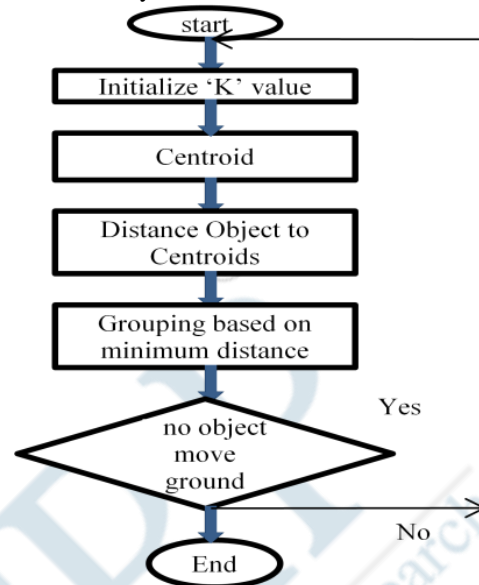 start
Initialize ‘K’ value
Centroid
Distance Object to
Centroids
Grouping based on
minimum distance
Yes
no object
move
ground
No
End